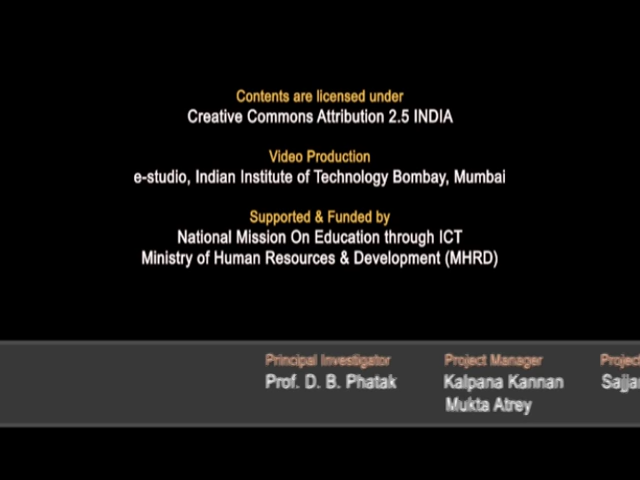 Contents are licensed under
Creative Commons Attribution 2.5 INDIA
Video Production
e-studio, Indian Institute of Technology Bombay, Mumbai
Supported & Funded by
National Mission On Education through ICT
Ministry of Human Resources & Development (MHRD)
Principal Investigator
Prof. D. B. Phatak
Project Manager
Kalpana Kannan
Mukta Atrey